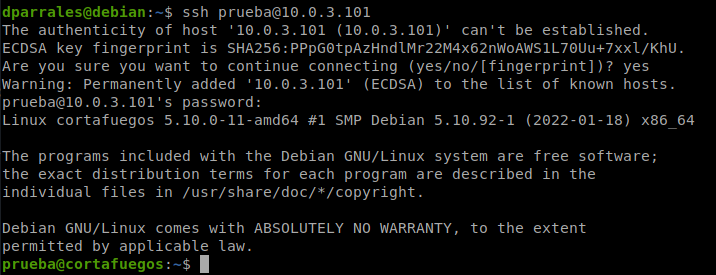 dparrales@debian:~$ ssh prueba@10.0.3.101
The authenticity of host '10.0.3.101 (10.0.3.101)' can't be established.
ECDSA key fingerprint is SHA256:PPpG0tpAzHndlMr22M4x62nWoAWS1L70Uu+7xxl/KhU.
Are you sure you want to continue connecting (yes/no/[fingerprint])? yes
Warning: Permanently added '10.0.3.101' (ECDSA) to the list of known hosts.
prueba@10.0.3.101's password:
Linux cortafuegos 5.10.0-11-amd64 #1 SMP Debian 5.10.92-1 (2022-01-18) x86_64

The programs included with the Debian GNU/Linux system are free software;
the exact distribution terms for each program are described in the
individual files in /usr/share/doc/*/copyright.

Debian GNU/Linux comes with ABSOLUTELY NO WARRANTY, to the extent
permitted by applicable law.
prueba@cortafuegos:~$